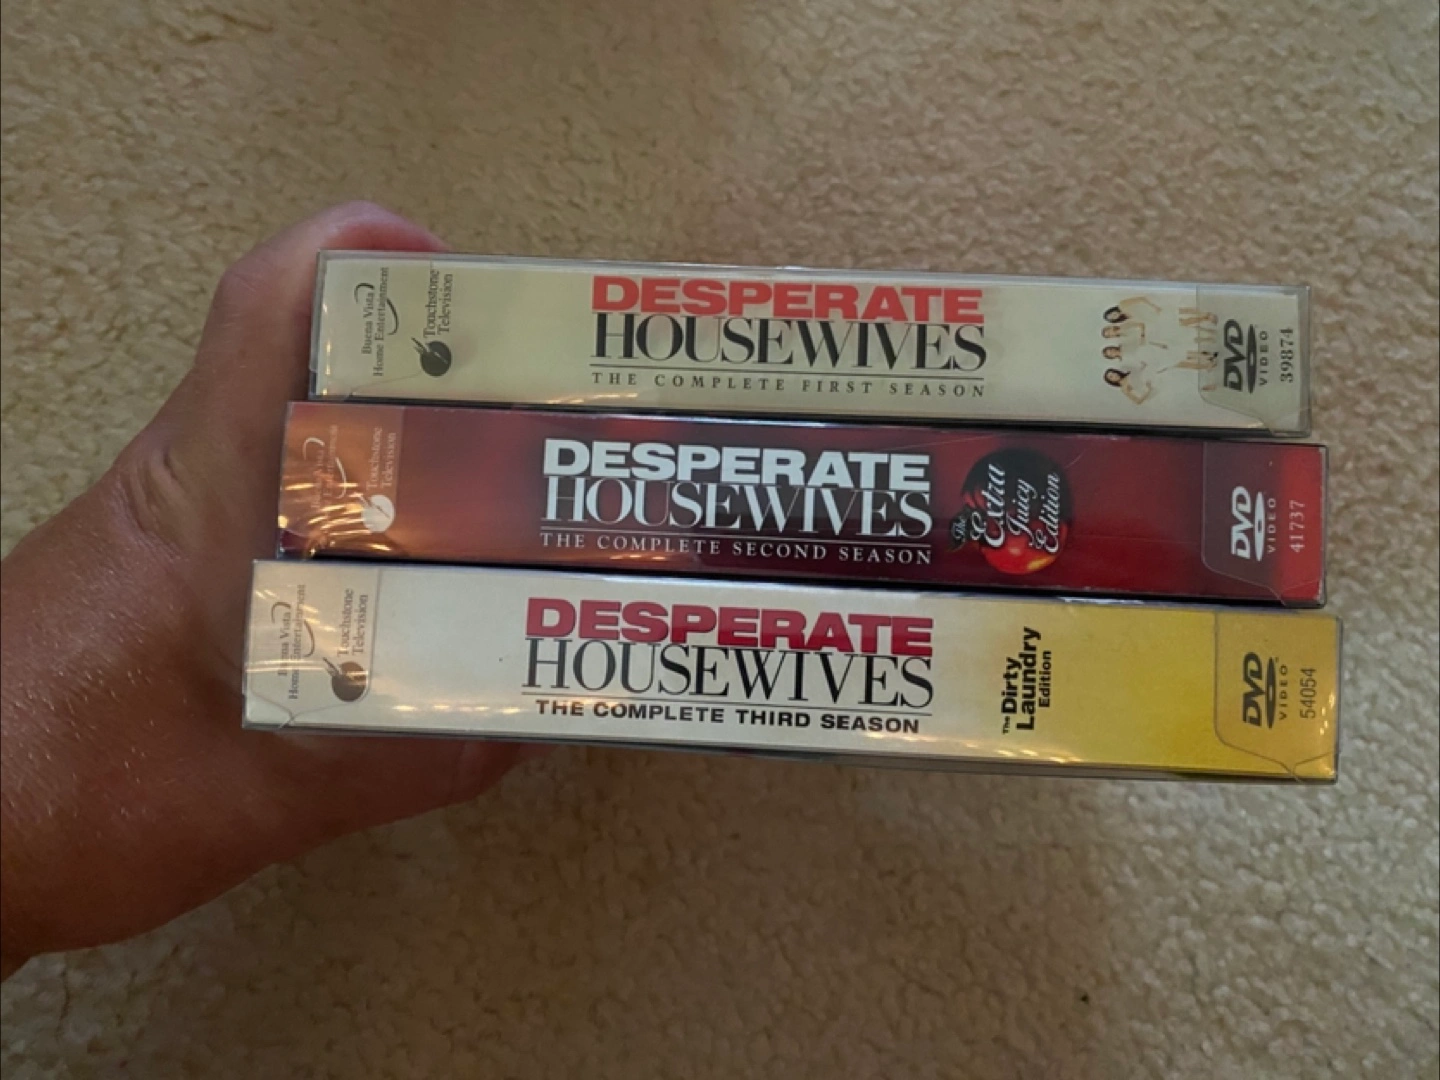 Buena Vista
Home Entertainment
Touchstone
Television
DESPERATE
HOUSEWIVES
THE COMPLETE FIRST SEASON
DVD
VIDEO
39874
Touchstone
Television
DESPERATE
HOUSEWIVES
THE COMPLETE SECOND SEASON
The
Extra
Juicy
Edition
DVD
VIDEO
41737
Buena Vista
Home Entertainment
Touchstone
Television
DESPERATE
HOUSEWIVES
THE COMPLETE THIRD SEASON
The Dirty
Laundry
Edition
DVD
VIDEO
54054